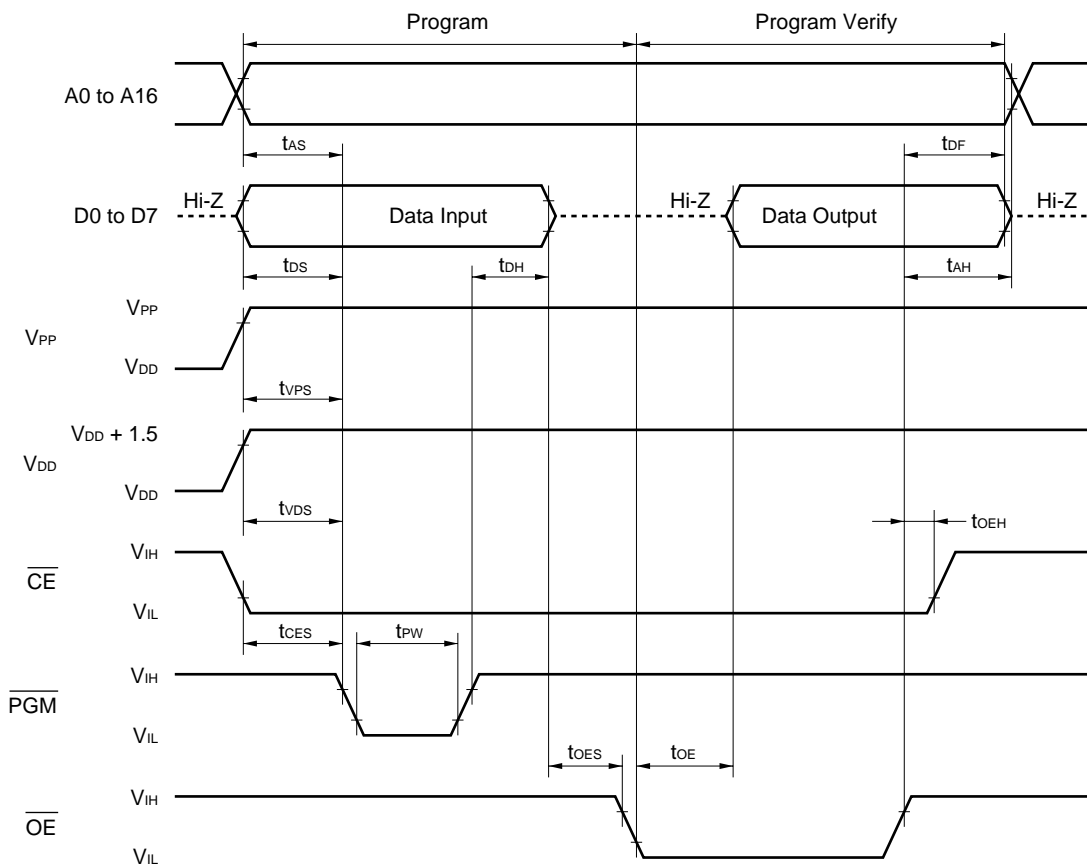 Program
Program Verify
A0 to A16
tAS
tDF
D0 to D7
Hi-Z
Data Input
Hi-Z
Data Output
Hi-Z
tDS
tDH
tAH
VPP
VPP
VDD
tVPS
VDD + 1.5
VDD
VDD
tVDS
tOEH
VIH
CE
VIL
tCES
tPW
VIH
PGM
VIL
tOES
tOE
VIH
OE
VIL